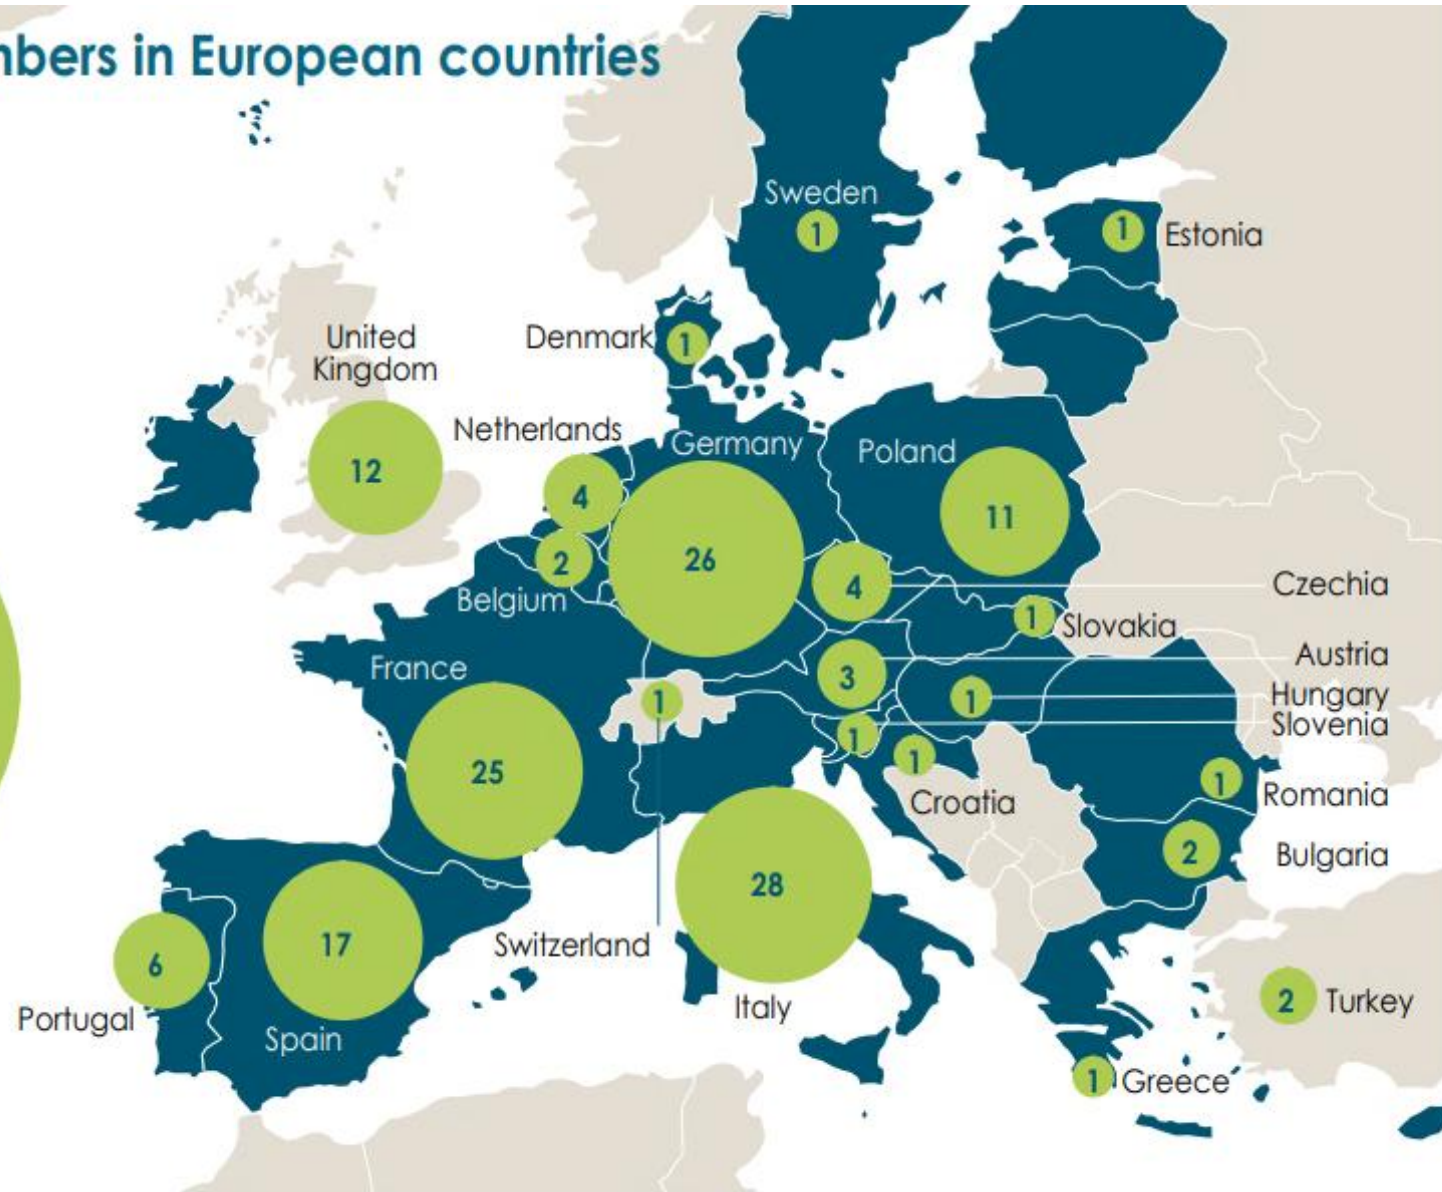 mbers in European countries
Sweden
1
1
Estonia
United
Kingdom
Denmark
1
12
Netherlands
4
Germany
26
Poland
11
2
Belgium
4
Czechia
1
Slovakia
France
25
3
Austria
1
1
Hungary
1
Slovenia
1
Croatia
1
Romania
2
Bulgaria
28
Italy
Switzerland
6
Portugal
17
Spain
2
Turkey
1
Greece